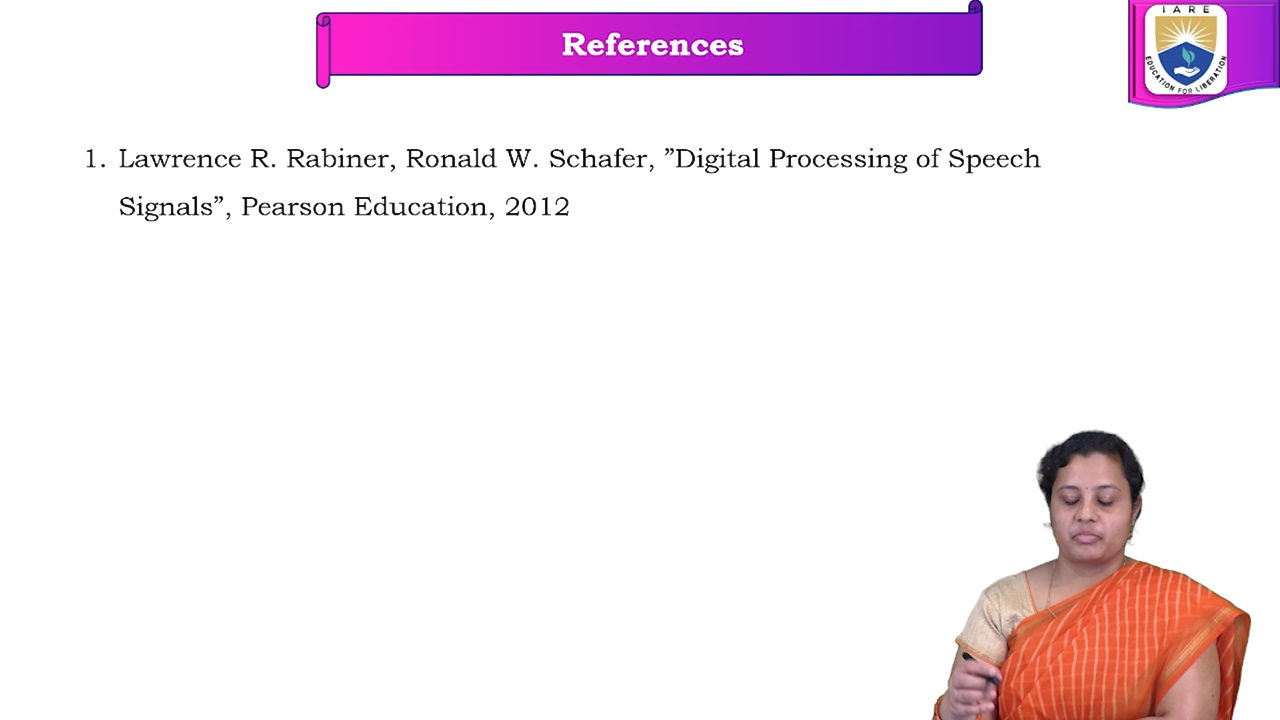 References
IARE
EDUCATION FOR LIBERATION
1. Lawrence R. Rabiner, Ronald W. Schafer, ”Digital Processing of Speech
Signals”, Pearson Education, 2012